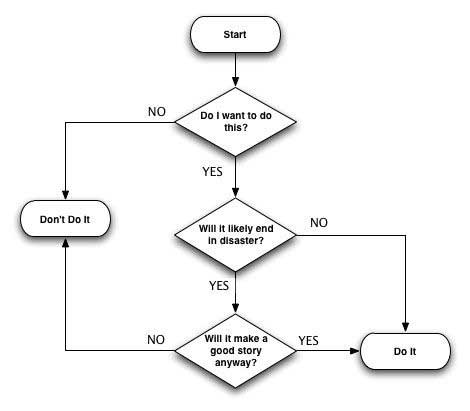 Start
Do I want to do
this?
NO
YES
Don't Do It
Will it likely end
in disaster?
NO
YES
Will it make a
good story
anyway?
NO
YES
Do It